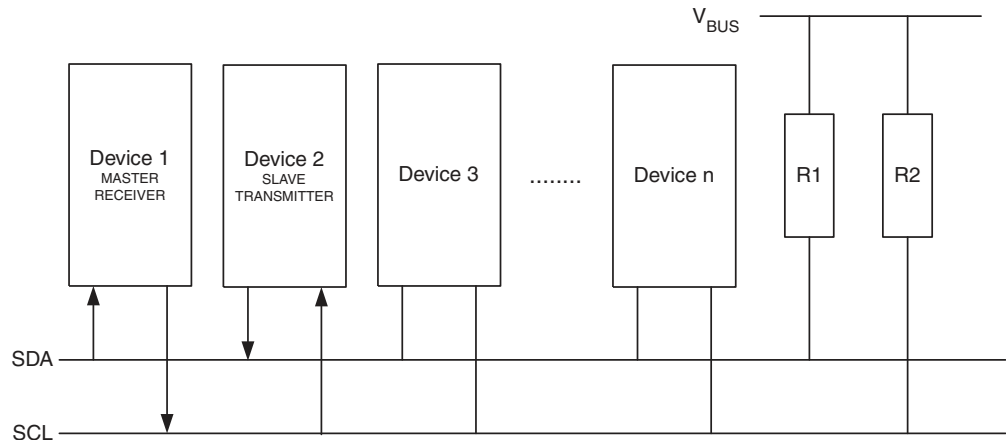 V_BUS
Device 1
MASTER
RECEIVER
Device 2
SLAVE
TRANSMITTER
Device 3
........
Device n
R1
R2
SDA
SCL